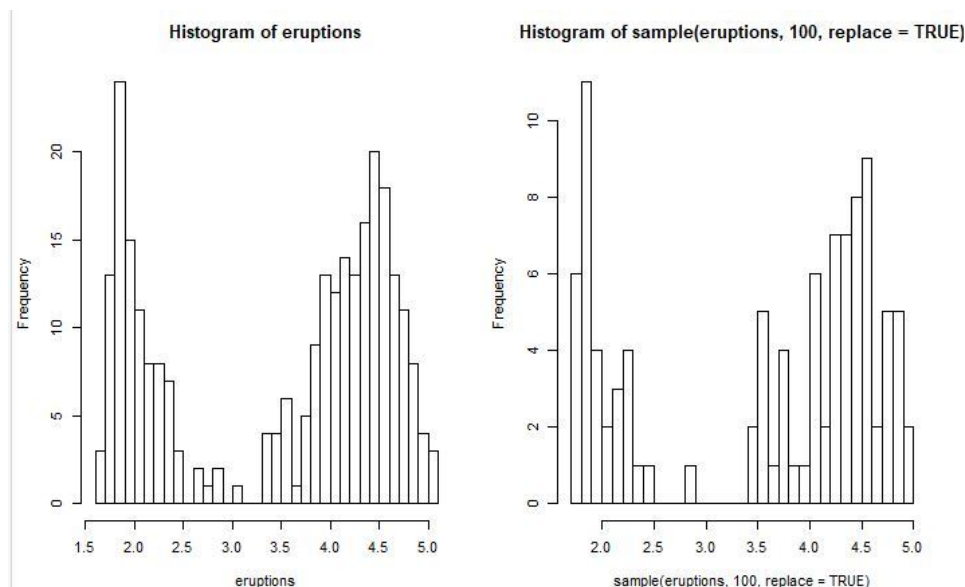 Histogram of eruptions
Frequency
0
5
10
15
20
1.5 2.0 2.5 3.0 3.5 4.0 4.5 5.0
eruptions
Histogram of sample(eruptions, 100, replace = TRUE)
Frequency
0
2
4
6
8
10
2.0 2.5 3.0 3.5 4.0 4.5 5.0
sample(eruptions, 100, replace = TRUE)